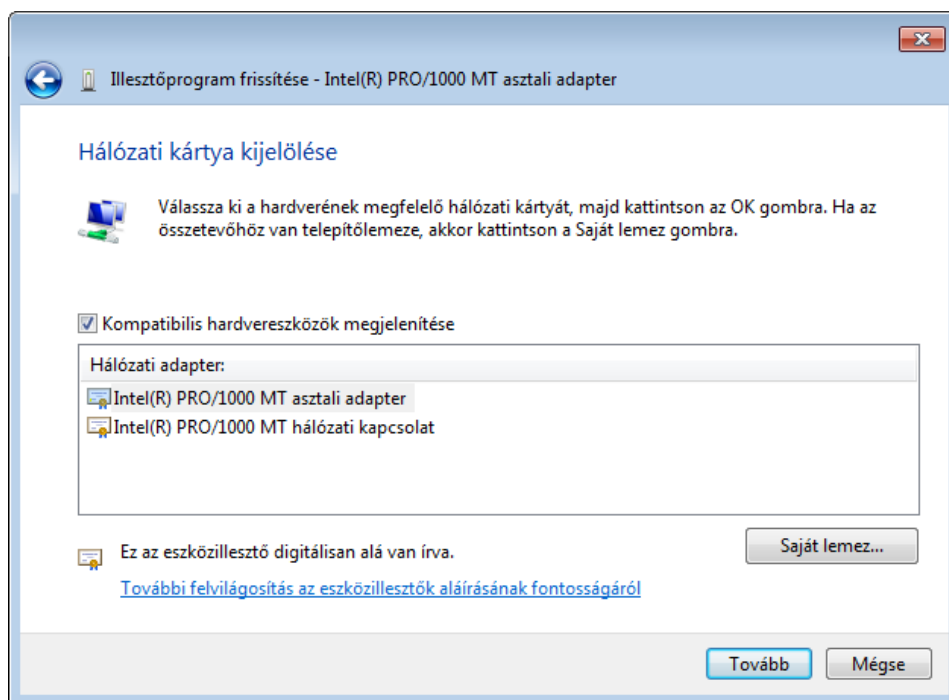 Illesztőprogram frissítése - Intel(R) PRO/1000 MT asztali adapter
Hálózati kártya kijelölése
Válassza ki a hardverének megfelelő hálózati kártyát, majd kattintson az OK gombra. Ha az
összetevőhöz van telepítőlemeze, akkor kattintson a Saját lemez gombra.
Kompatibilis hardvereszközök megjelenítése
Hálózati adapter:
Intel(R) PRO/1000 MT asztali adapter
Intel(R) PRO/1000 MT hálózati kapcsolat
Ez az eszközillesztő digitálisan alá van írva.
Saját lemez...
További felvilágosítás az eszközillesztők aláírásának fontosságáról
Tovább
Mégse